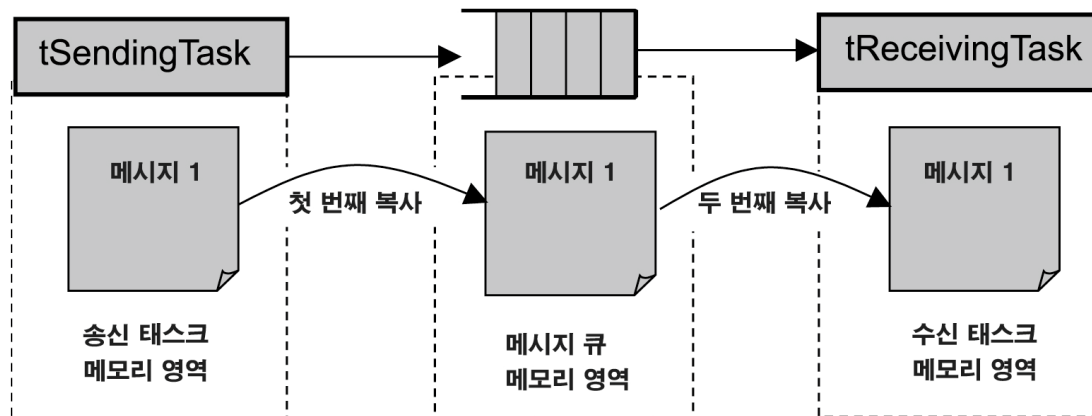 tSendingTask
tReceivingTask
메시지 1
메시지 1
메시지 1
첫 번째 복사
두 번째 복사
송신 태스크
메모리 영역
메시지 큐
메모리 영역
수신 태스크
메모리 영역